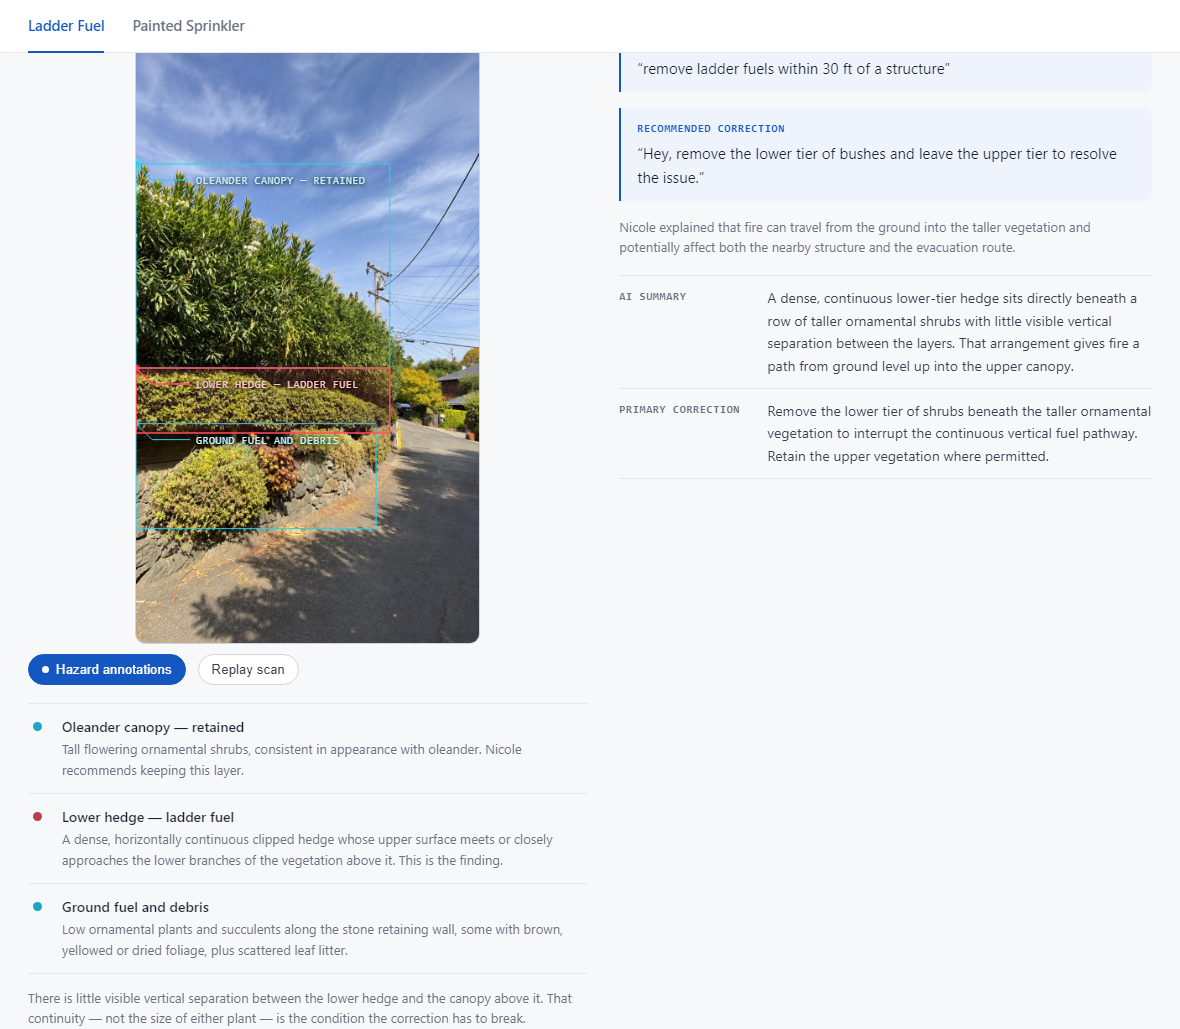 Ladder Fuel
Painted Sprinkler
OLEANDER CANOPY — RETAINED
LOWER HEDGE — LADDER FUEL
GROUND FUEL AND DEBRIS
Hazard annotations
Replay scan
Oleander canopy — retained
Tall flowering ornamental shrubs, consistent in appearance with oleander. Nicole
recommends keeping this layer.
Lower hedge — ladder fuel
A dense, horizontally continuous clipped hedge whose upper surface meets or closely
approaches the lower branches of the vegetation above it. This is the finding.
Ground fuel and debris
Low ornamental plants and succulents along the stone retaining wall, some with brown,
yellowed or dried foliage, plus scattered leaf litter.
There is little visible vertical separation between the lower hedge and the canopy above it. That
continuity — not the size of either plant — is the condition the correction has to break.
“remove ladder fuels within 30 ft of a structure”
RECOMMENDED CORRECTION
“Hey, remove the lower tier of bushes and leave the upper tier to resolve
the issue.”
Nicole explained that fire can travel from the ground into the taller vegetation and
potentially affect both the nearby structure and the evacuation route.
AI SUMMARY
A dense, continuous lower-tier hedge sits directly beneath a
row of taller ornamental shrubs with little visible vertical
separation between the layers. That arrangement gives fire a
path from ground level up into the upper canopy.
PRIMARY CORRECTION
Remove the lower tier of shrubs beneath the taller ornamental
vegetation to interrupt the continuous vertical fuel pathway.
Retain the upper vegetation where permitted.